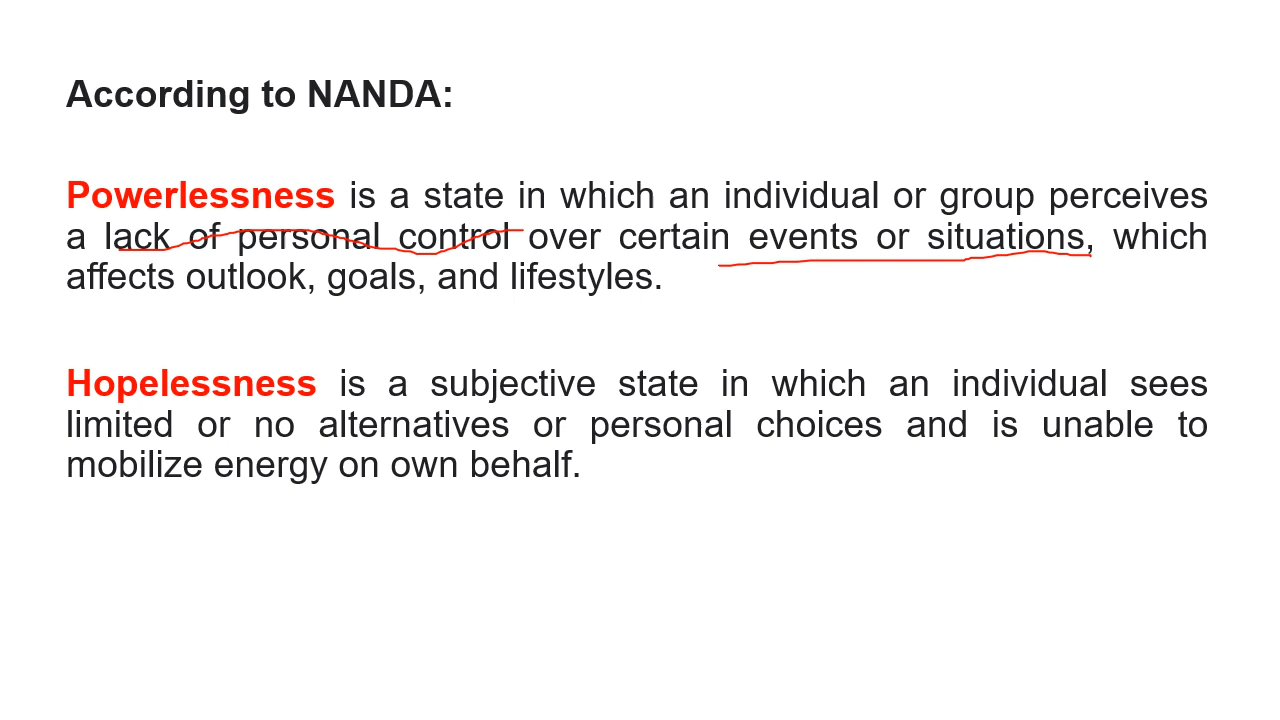 According to NANDA:
Powerlessness is a state in which an individual or group perceives
a lack of personal control over certain events or situations, which
affects outlook, goals, and lifestyles.
Hopelessness is a subjective state in which an individual sees
limited or no alternatives or personal choices and is unable to
mobilize energy on own behalf.